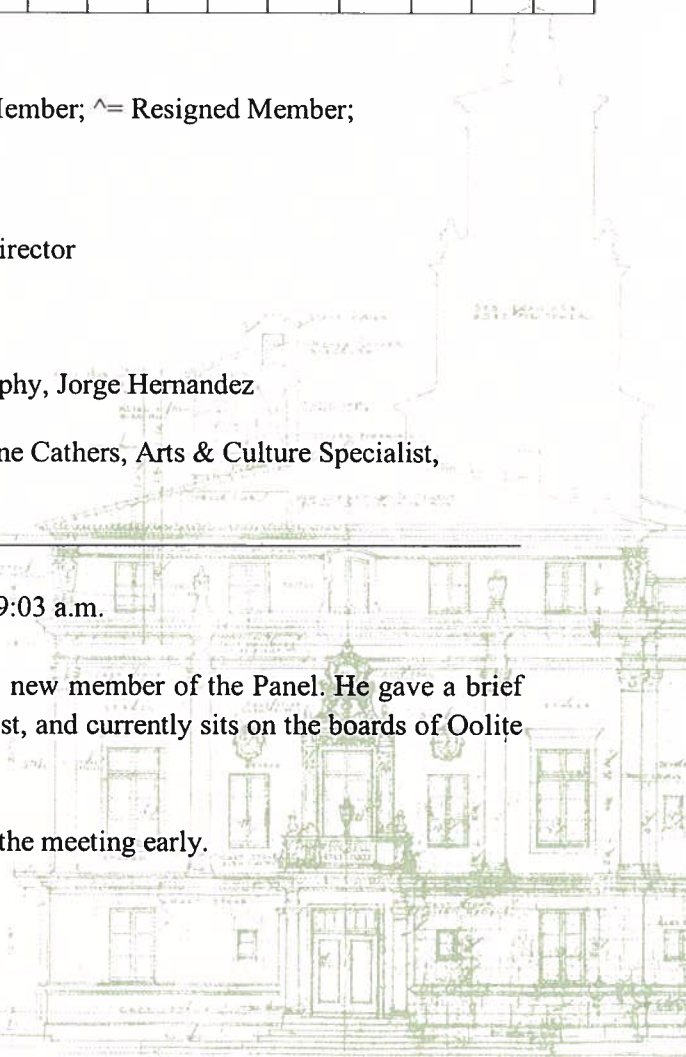 Member; ^= Resigned Member;
irector
phy, Jorge Hernandez
ne Cathers, Arts & Culture Specialist,
9:03 a.m.
new member of the Panel. He gave a brief
st, and currently sits on the boards of Oolite
the meeting early.